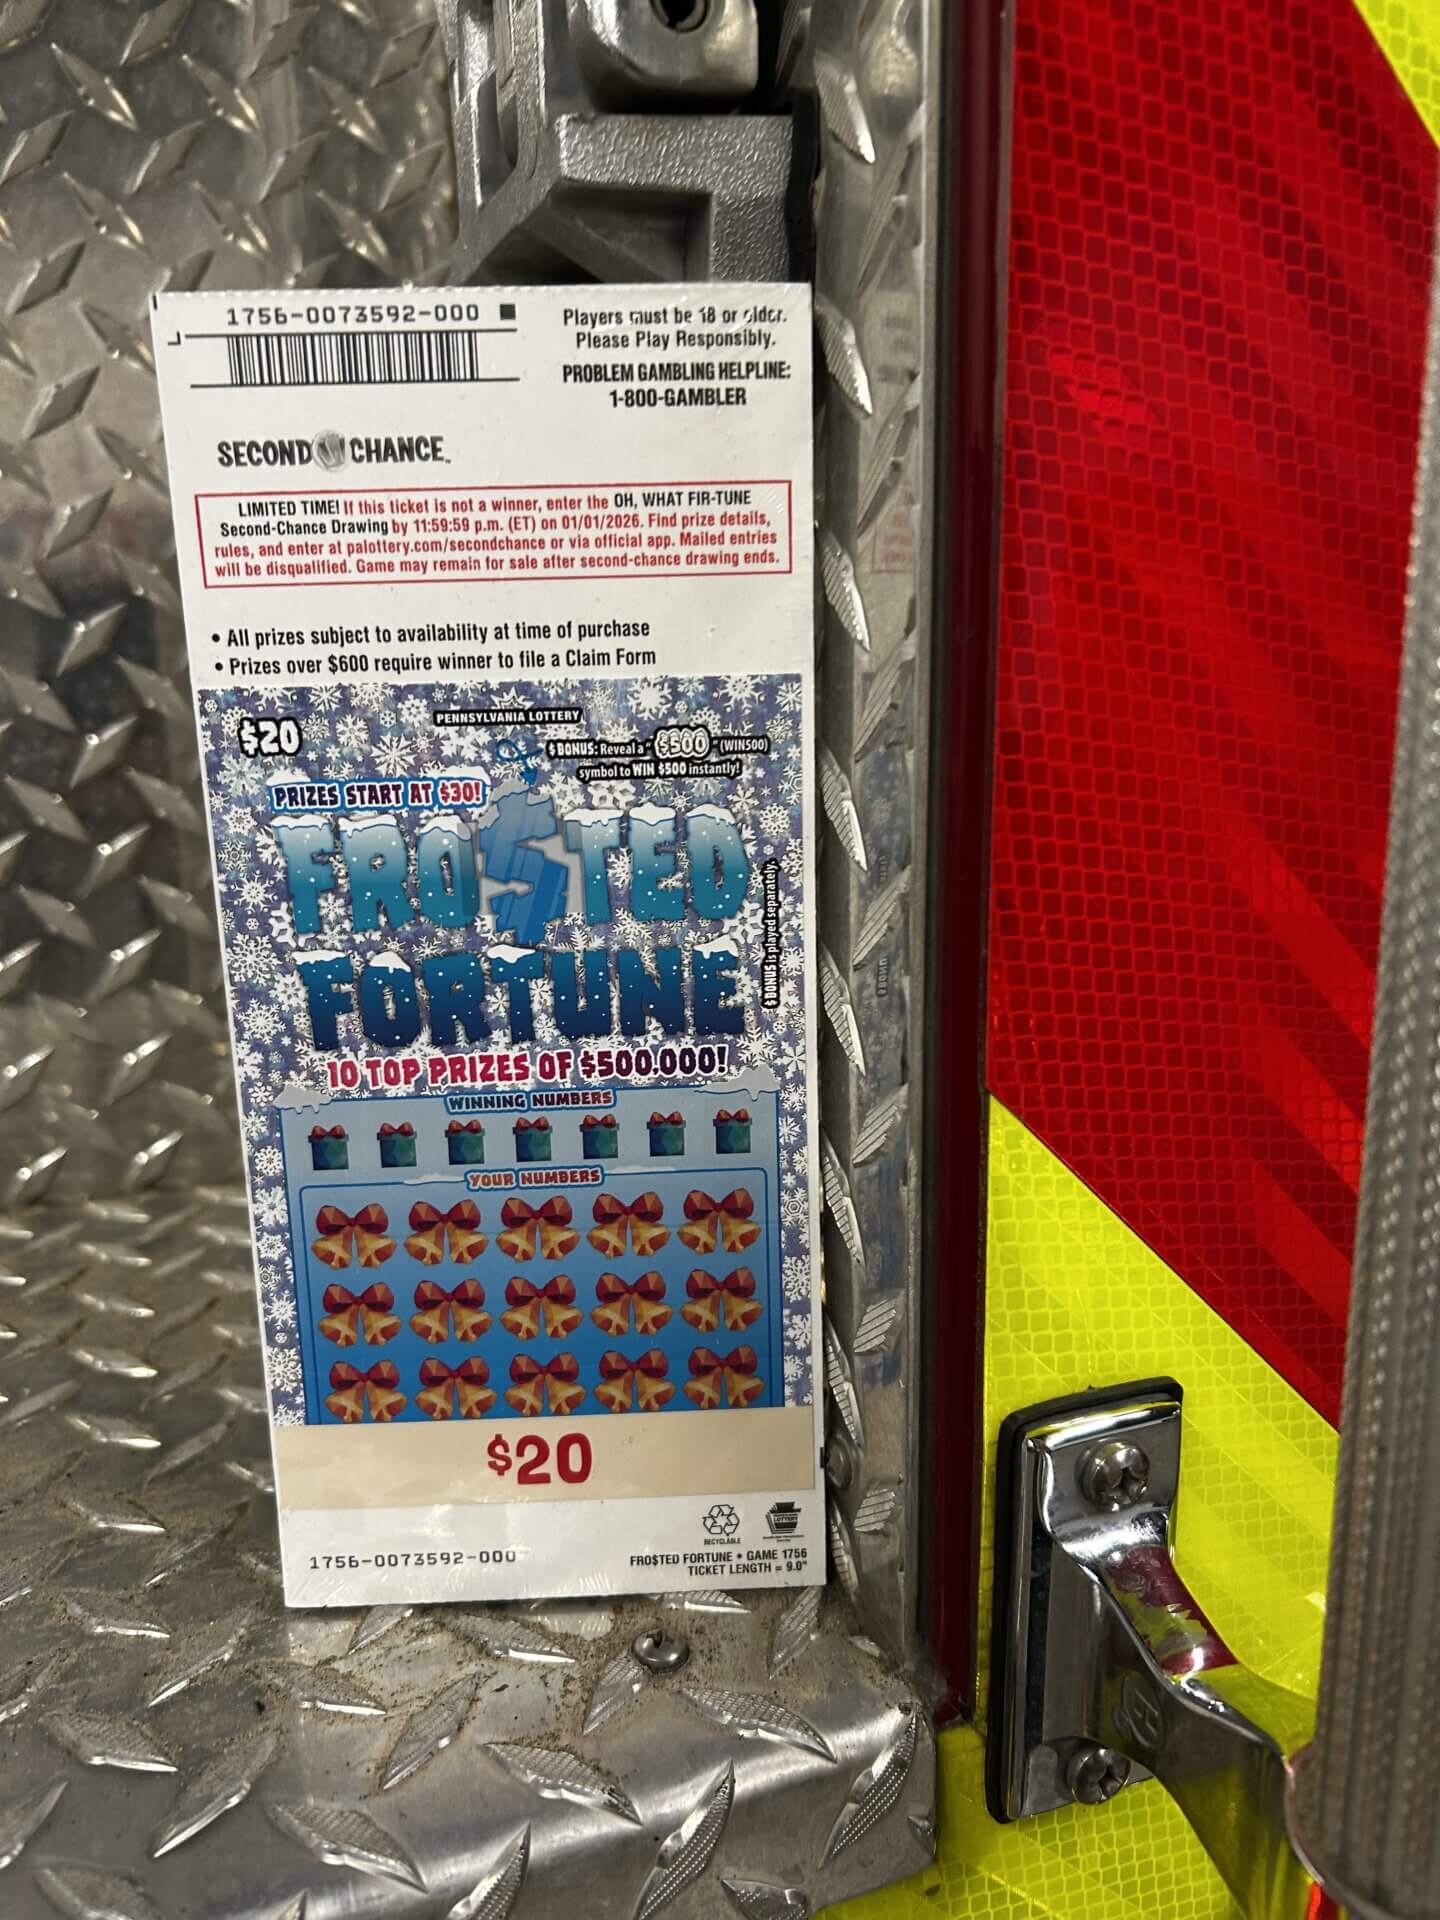 1756-0073592-000
Players must be 18 or older.
Please Play Responsibly.
PROBLEM GAMBLING HELPLINE:
1-800-GAMBLER
SECOND CHANCE™
LIMITED TIME! If this ticket is not a winner, enter the OH, WHAT FIR-TUNE
Second-Chance Drawing by 11:59:59 p.m. (ET) on 01/01/2026. Find prize details,
rules, and enter at palottery.com/secondchance or via official app. Mailed entries
will be disqualified. Game may remain for sale after second-chance drawing ends.
• All prizes subject to availability at time of purchase
• Prizes over $600 require winner to file a Claim Form
$20
PENNSYLVANIA LOTTERY
$ BONUS: Reveal a "$500" (WIN500)
symbol to WIN $500 instantly!
PRIZES START AT $30!
FRO$TED
FORTUNE
$ BONUS is played separately.
10 TOP PRIZES OF $500,000!
WINNING NUMBERS
YOUR NUMBERS
$20
RECYCLABLE
LOTTERY
1756-0073592-000
FRO$TED FORTUNE • GAME 1756
TICKET LENGTH = 9.0"